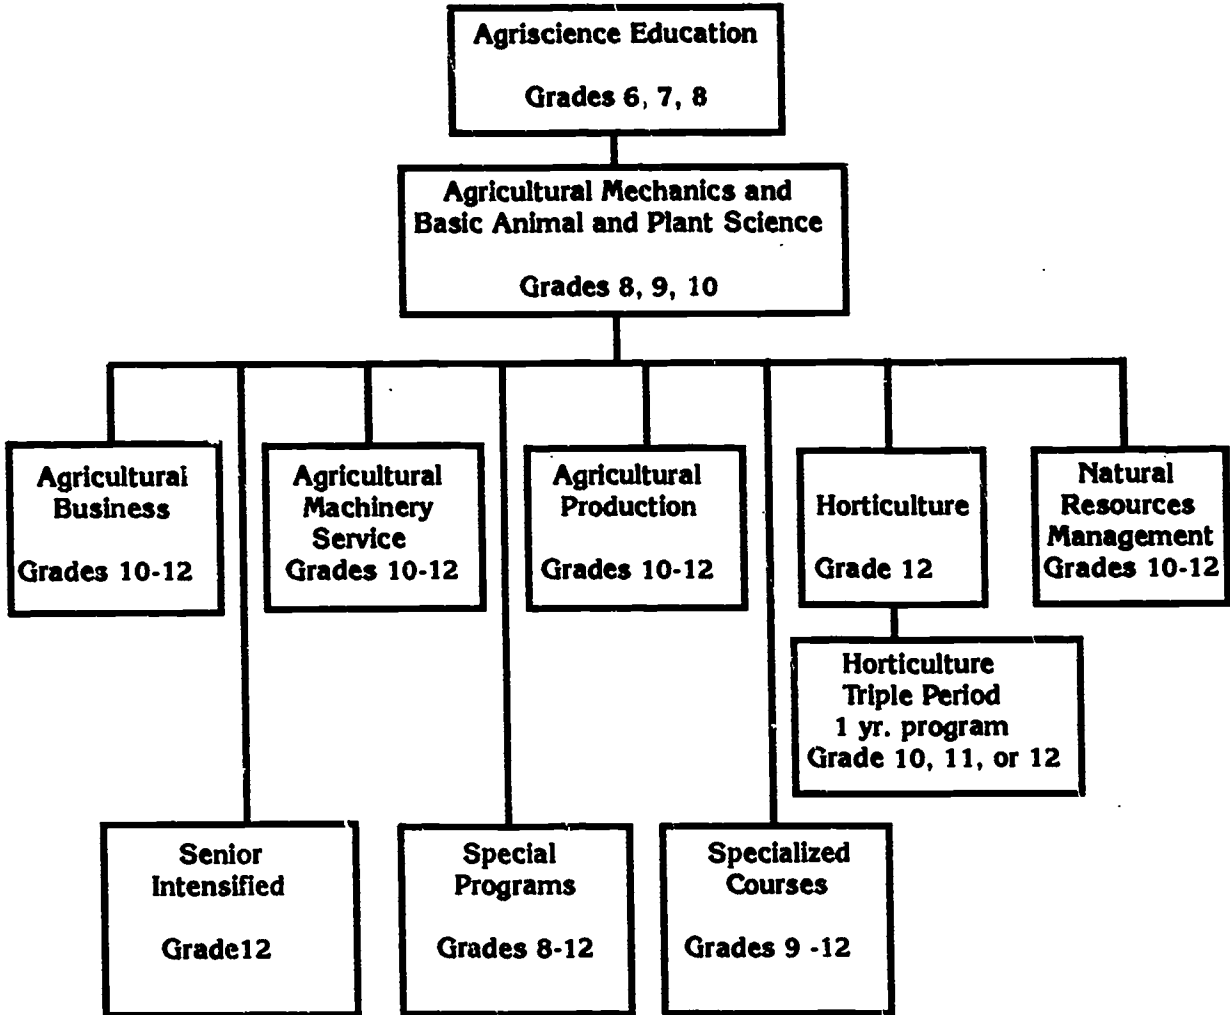 Agriscience Education
Grades 6, 7, 8
Agricultural Mechanics and
Basic Animal and Plant Science
Grades 8, 9, 10
Agricultural
Business
Grades 10-12
Agricultural
Machinery
Service
Grades 10-12
Agricultural
Production
Grades 10-12
Horticulture
Grade 12
Natural
Resources
Management
Grades 10-12
Horticulture
Triple Period
1 yr. program
Grade 10, 11, or 12
Senior
Intensified
Grade12
Special
Programs
Grades 8-12
Specialized
Courses
Grades 9 -12